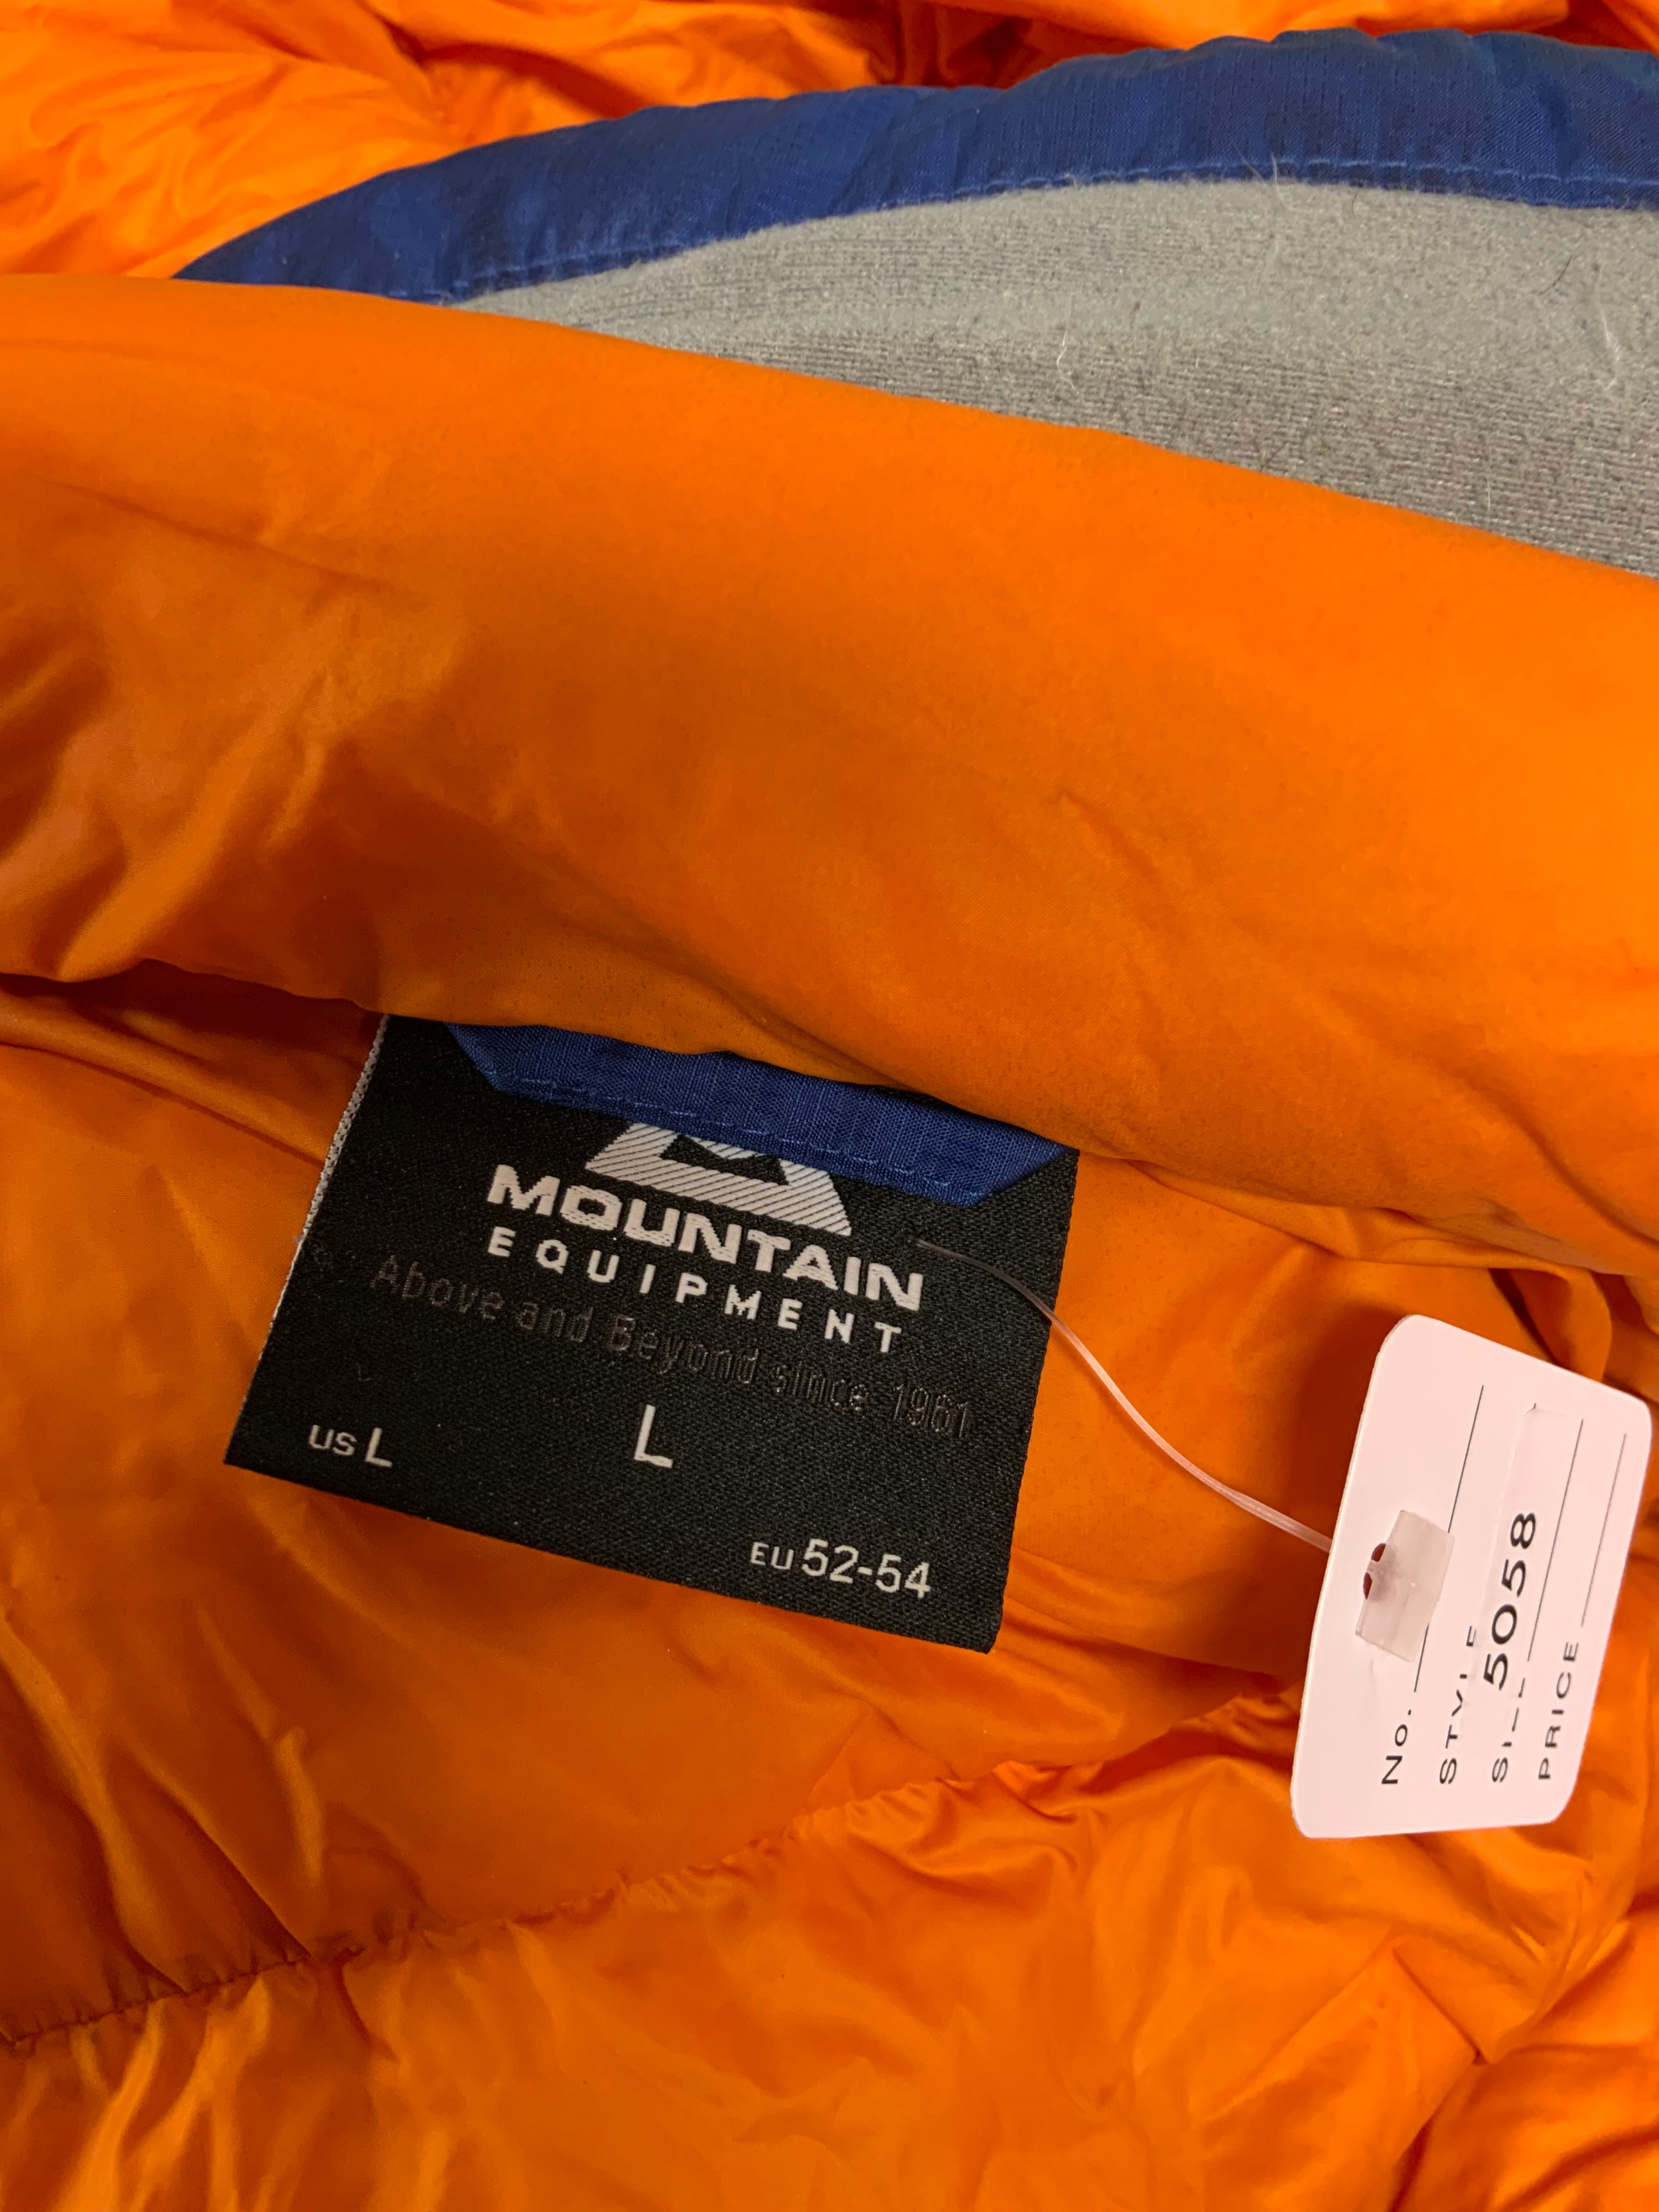 MOUNTAIN
EQUIPMENT
Above and Beyond since 1961
US L
L
EU 52-54
No.
STYLE
5058
SIZE
PRICE